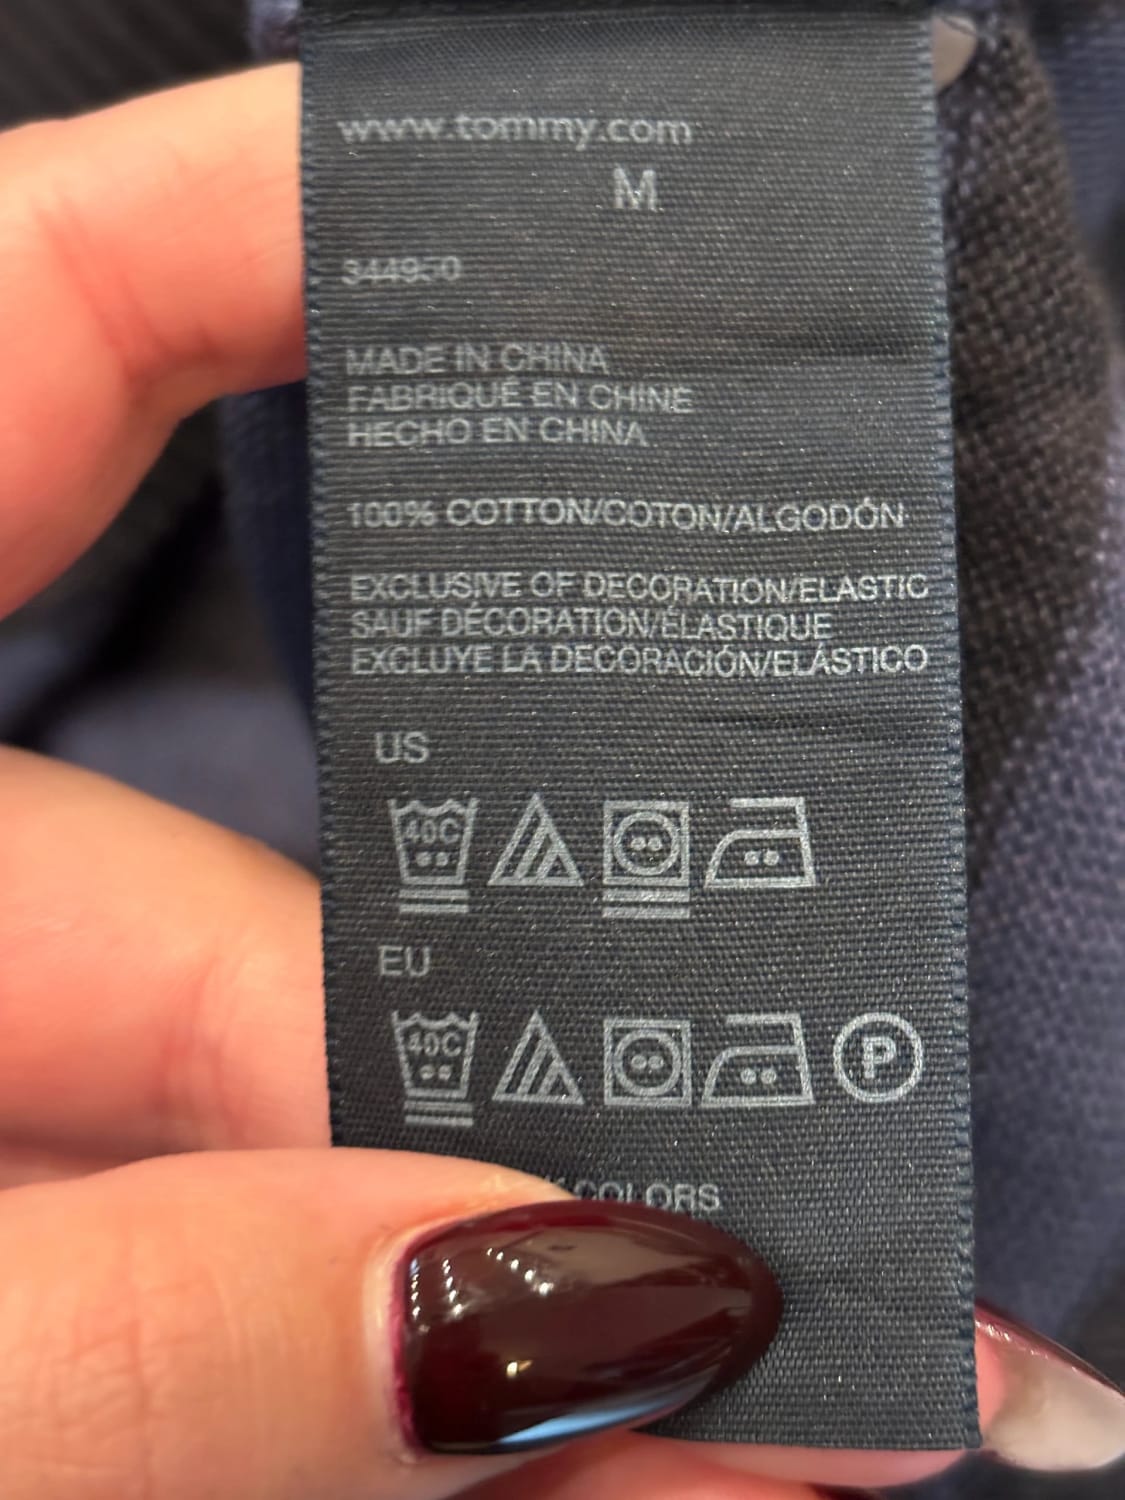 www.tommy.com
M
MADE IN CHINA
FABRIQUÉ EN CHINE
HECHO EN CHINA
100% COTTON/COTON/ALGODÓN
EXCLUSIVE OF DECORATION/ELASTIC
SAUF DÉCORATION/ÉLASTIQUE
EXCLUYE LA DECORACIÓN/ELÁSTICO
US
40C
EU
40C
P
COLORS